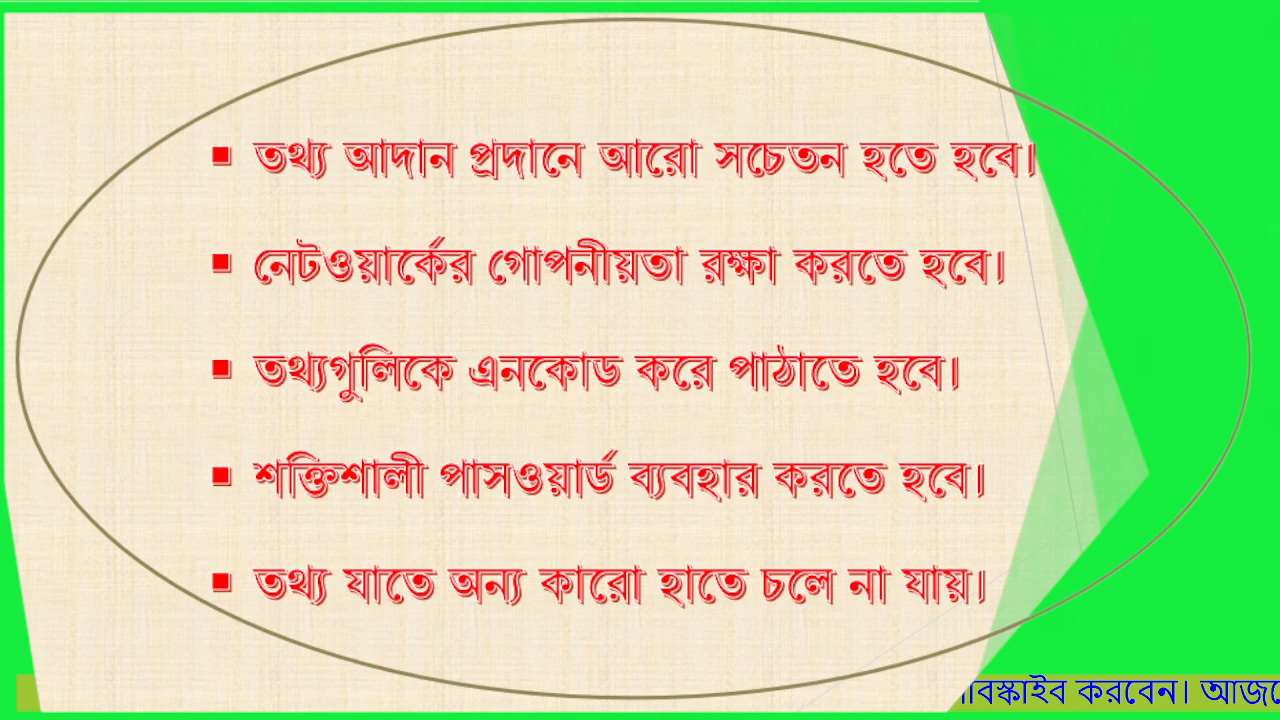 ▪ তথ্য আদান প্রদানে আরো সচেতন হতে হবে।
▪ নেটওয়ার্কের গোপনীয়তা রক্ষা করতে হবে।
▪ তথ্যগুলিকে এনকোড করে পাঠাতে হবে।
▪ শক্তিশালী পাসওয়ার্ড ব্যবহার করতে হবে।
▪ তথ্য যাতে অন্য কারো হাতে চলে না যায়।
করবেন।